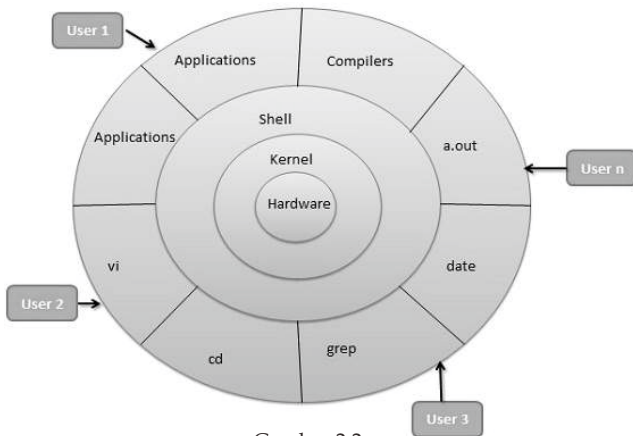 User 1
Applications
Compilers
Shell
Applications
a.out
Kernel
User n
Hardware
vi
date
User 2
cd
grep
User 3